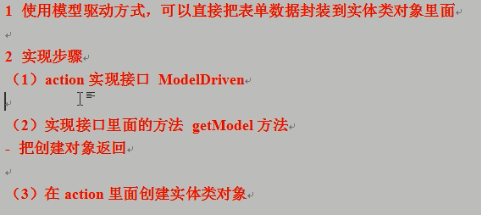 1 使用模型驱动方式，可以直接把表单数据封装到实体类对象里面
2 实现步骤
（1）action 实现接口 ModelDriven
（2）实现接口里面的方法 getModel 方法
- 把创建对象返回
（3）在 action 里面创建实体类对象